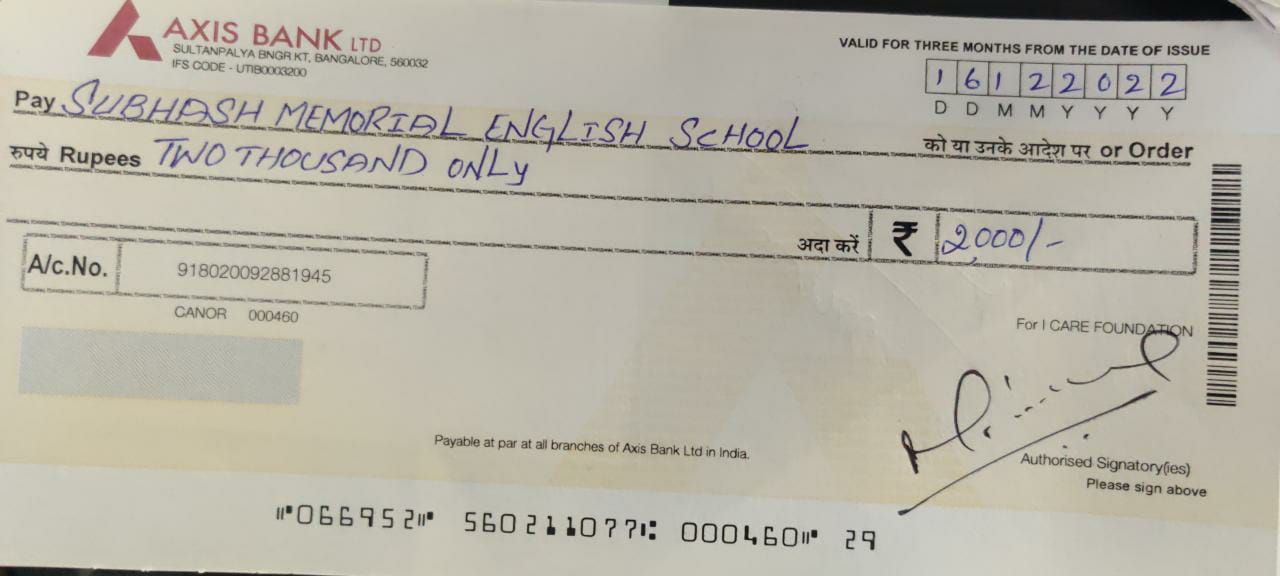 AXIS BANK LTD
SULTANPALYA BNGR KT, BANGALORE, 560032
IFS CODE - UTIB0003200
VALID FOR THREE MONTHS FROM THE DATE OF ISSUE
1 6 1 2 2 0 2 2
D D M M Y Y Y Y
Pay SUBHASH MEMORIAL ENGLISH SCHOOL
को या उनके आदेश पर or Order
रुपये Rupees TWO THOUSAND ONLY
अदा करें ₹ 2,000/-
A/c.No. 918020092881945
CANOR 000460
For I CARE FOUNDATION
Payable at par at all branches of Axis Bank Ltd in India.
Authorised Signatory(ies)
Please sign above
⑈066952⑈ 560211077⑆ 000460⑈ 29